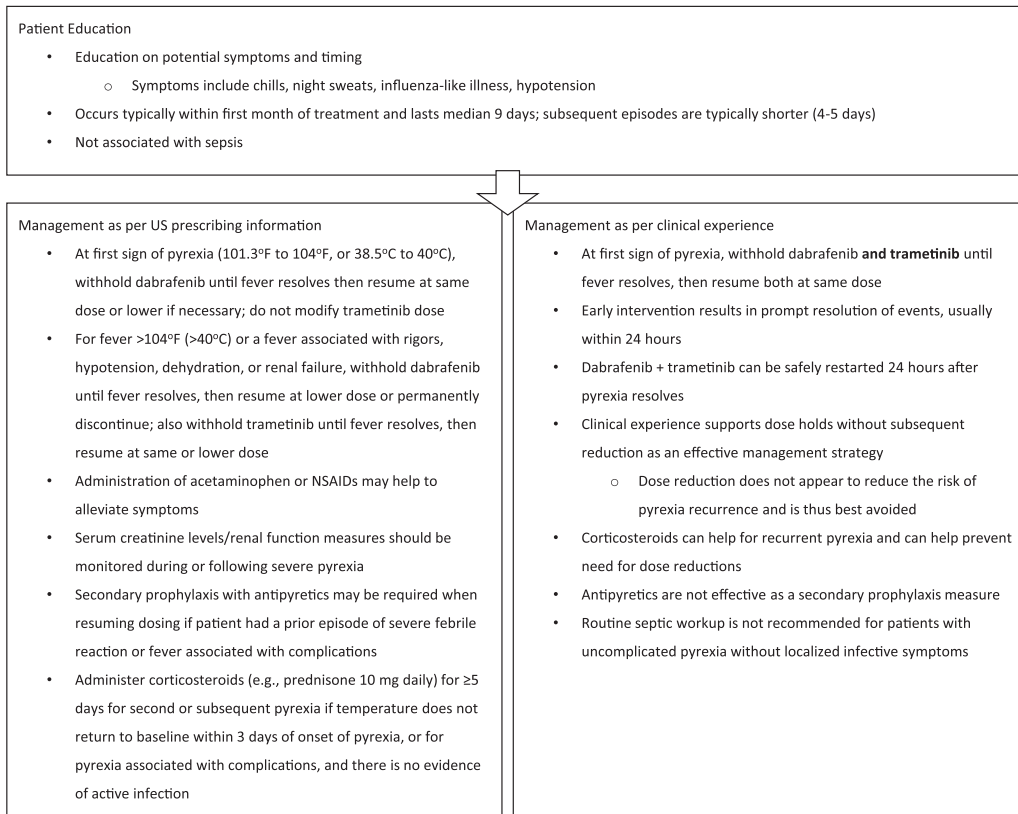 Patient Education
• Education on potential symptoms and timing
o Symptoms include chills, night sweats, influenza-like illness, hypotension
• Occurs typically within first month of treatment and lasts median 9 days; subsequent episodes are typically shorter (4-5 days)
• Not associated with sepsis
Management as per US prescribing information
• At first sign of pyrexia (101.3°F to 104°F, or 38.5°C to 40°C),
withhold dabrafenib until fever resolves then resume at same
dose or lower if necessary; do not modify trametinib dose
• For fever >104°F (>40°C) or a fever associated with rigors,
hypotension, dehydration, or renal failure, withhold dabrafenib
until fever resolves, then resume at lower dose or permanently
discontinue; also withhold trametinib until fever resolves, then
resume at same or lower dose
• Administration of acetaminophen or NSAIDs may help to
alleviate symptoms
• Serum creatinine levels/renal function measures should be
monitored during or following severe pyrexia
• Secondary prophylaxis with antipyretics may be required when
resuming dosing if patient had a prior episode of severe febrile
reaction or fever associated with complications
• Administer corticosteroids (e.g., prednisone 10 mg daily) for ≥5
days for second or subsequent pyrexia if temperature does not
return to baseline within 3 days of onset of pyrexia, or for
pyrexia associated with complications, and there is no evidence
of active infection
Management as per clinical experience
• At first sign of pyrexia, withhold dabrafenib and trametinib until
fever resolves, then resume both at same dose
• Early intervention results in prompt resolution of events, usually
within 24 hours
• Dabrafenib + trametinib can be safely restarted 24 hours after
pyrexia resolves
• Clinical experience supports dose holds without subsequent
reduction as an effective management strategy
o Dose reduction does not appear to reduce the risk of
pyrexia recurrence and is thus best avoided
• Corticosteroids can help for recurrent pyrexia and can help prevent
need for dose reductions
• Antipyretics are not effective as a secondary prophylaxis measure
• Routine septic workup is not recommended for patients with
uncomplicated pyrexia without localized infective symptoms